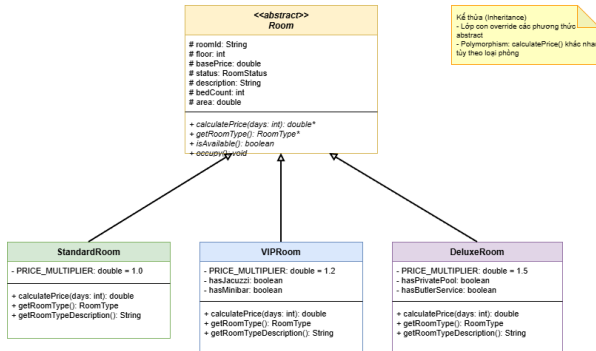 <<abstract>>
Room
# roomId: String
# floor: int
# basePrice: double
# status: RoomStatus
# description: String
# bedCount: int
# area: double
+ calculatePrice(days: int): double*
+ getRoomType(): RoomType*
+ isAvailable(): boolean
+ occupy(): void
Kế thừa (Inheritance)
- Lớp con override các phương thức
abstract
- Polymorphism: calculatePrice() khác nhau
tùy theo loại phòng
StandardRoom
- PRICE_MULTIPLIER: double = 1.0
+ calculatePrice(days: int): double
+ getRoomType(): RoomType
+ getRoomTypeDescription(): String
VIPRoom
- PRICE_MULTIPLIER: double = 1.2
- hasJacuzzi: boolean
- hasMinibar: boolean
+ calculatePrice(days: int): double
+ getRoomType(): RoomType
+ getRoomTypeDescription(): String
DeluxeRoom
- PRICE_MULTIPLIER: double = 1.5
- hasPrivatePool: boolean
- hasButlerService: boolean
+ calculatePrice(days: int): double
+ getRoomType(): RoomType
+ getRoomTypeDescription(): String